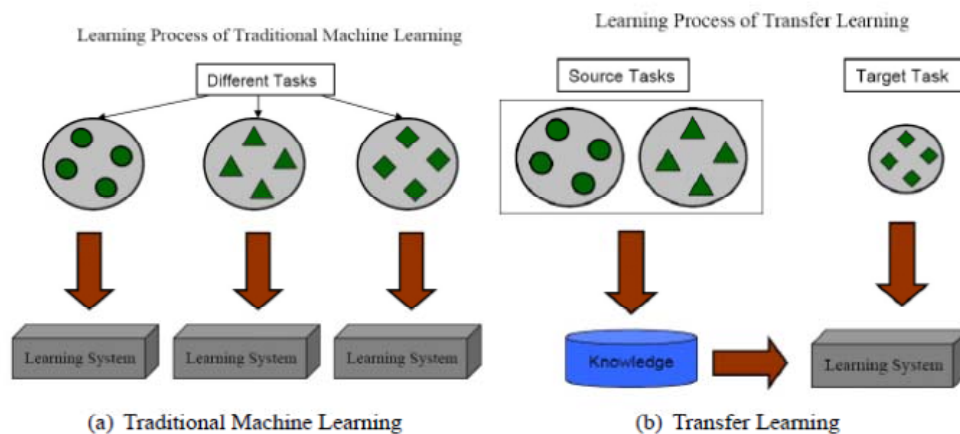 Learning Process of Traditional Machine Learning
Different Tasks
Learning System
Learning System
Learning System
(a) Traditional Machine Learning
Learning Process of Transfer Learning
Source Tasks
Target Task
Knowledge
Learning System
(b) Transfer Learning